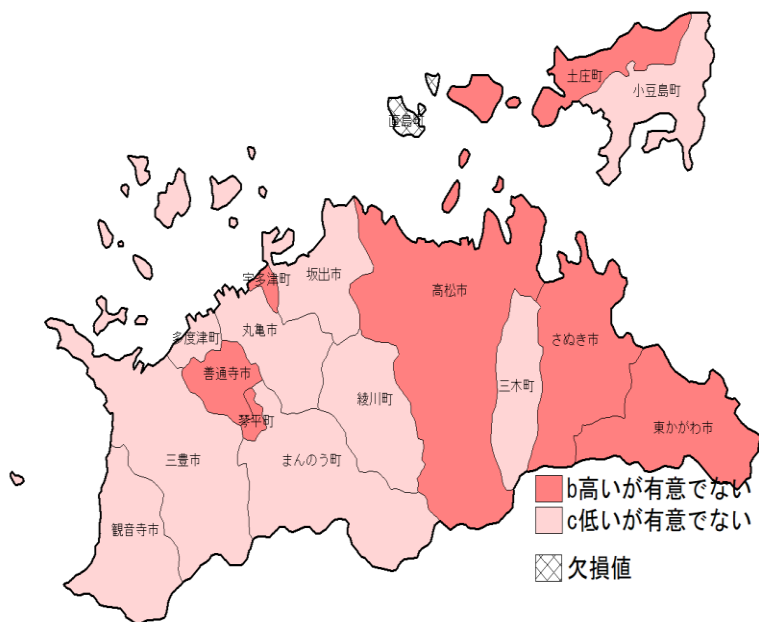 土庄町
小豆島町
直島町
宇多津町
坂出市
高松市
多度津町
丸亀市
さぬき市
善通寺市
三木町
綾川町
琴平町
東かがわ市
三豊市
まんのう町
観音寺市
b高いが有意でない
c低いが有意でない
欠損値